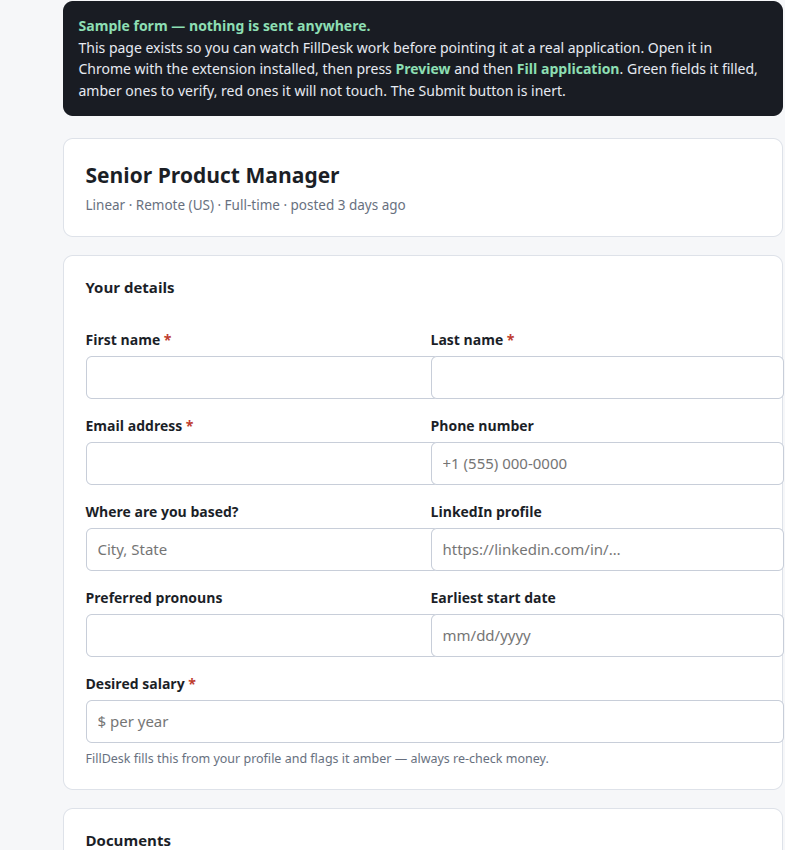 Sample form — nothing is sent anywhere.
This page exists so you can watch FillDesk work before pointing it at a real application. Open it in
Chrome with the extension installed, then press Preview and then Fill application. Green fields it filled,
amber ones to verify, red ones it will not touch. The Submit button is inert.
Senior Product Manager
Linear · Remote (US) · Full-time · posted 3 days ago
Your details
First name *
Last name *
Email address *
Phone number
+1 (555) 000-0000
Where are you based?
LinkedIn profile
City, State
https://linkedin.com/in/...
Preferred pronouns
Earliest start date
mm/dd/yyyy
Desired salary *
$ per year
FillDesk fills this from your profile and flags it amber — always re-check money.
Documents